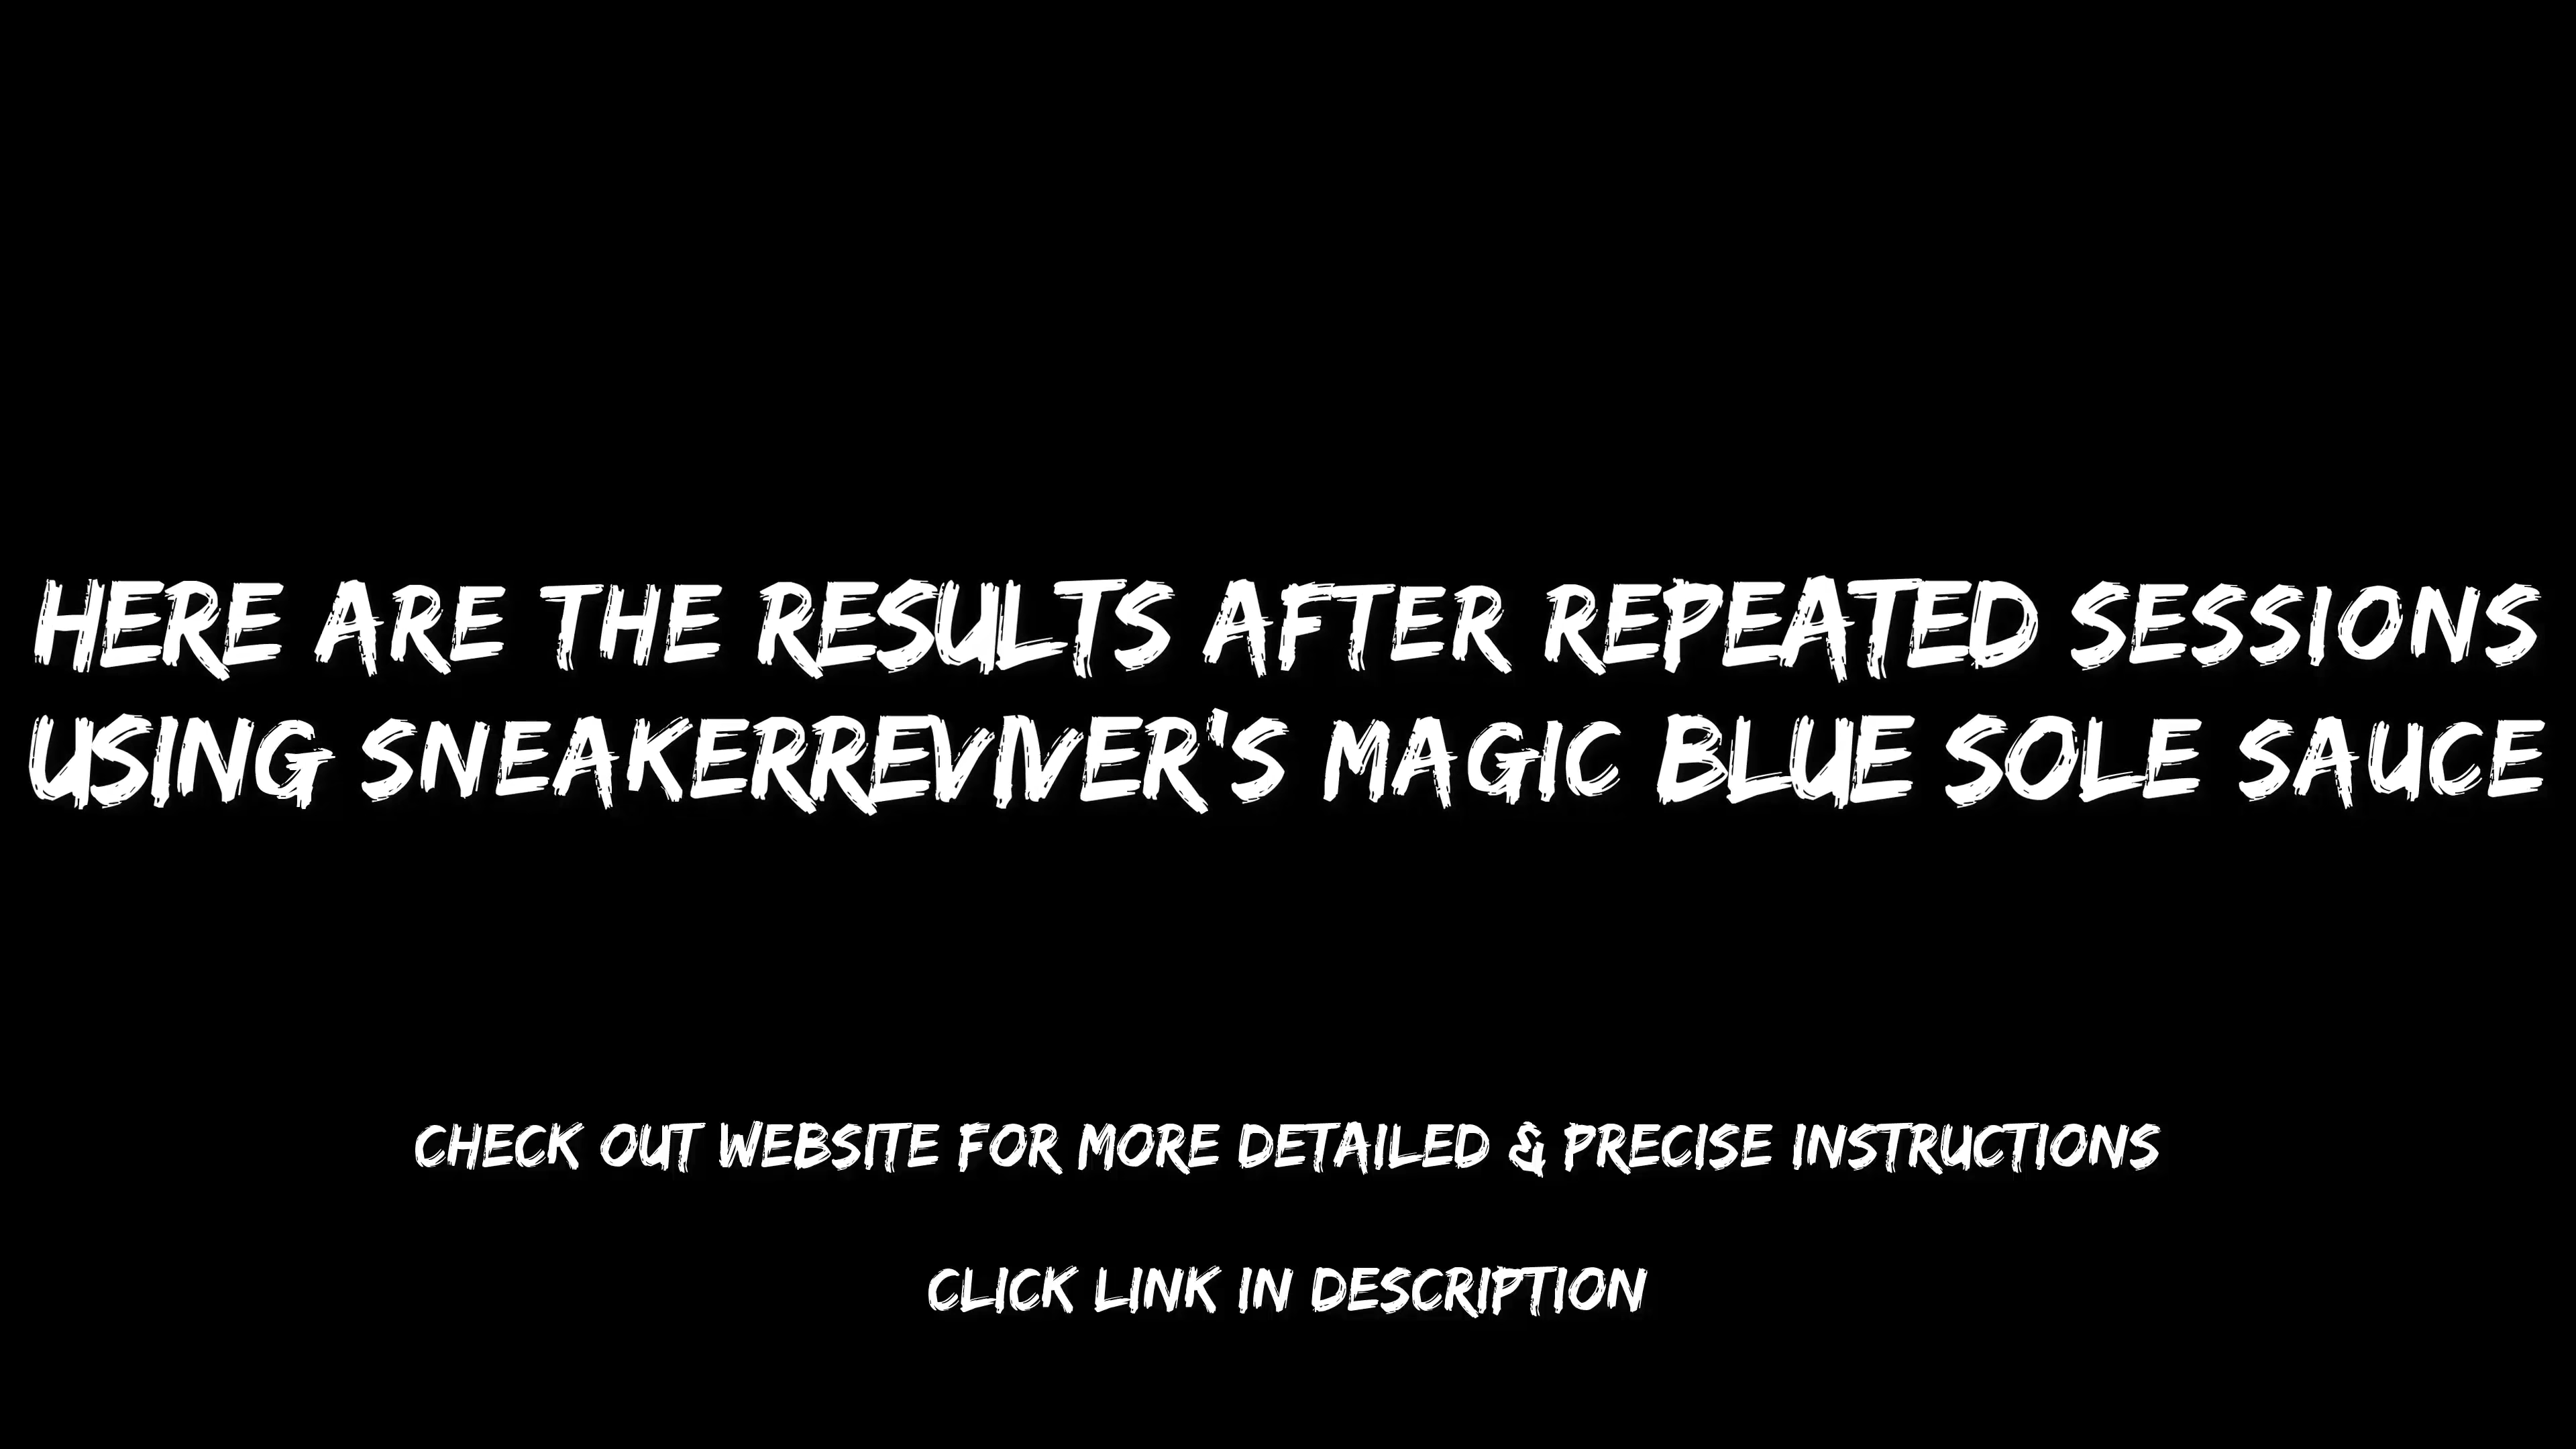 HERE ARE THE RESULTS AFTER REPEATED SESSIONS
USING SNEAKERREVIVER'S MAGIC BLUE SOLE SAUCE
CHECK OUT WEBSITE FOR MORE DETAILED & PRECISE INSTRUCTIONS
CLICK LINK IN DESCRIPTION